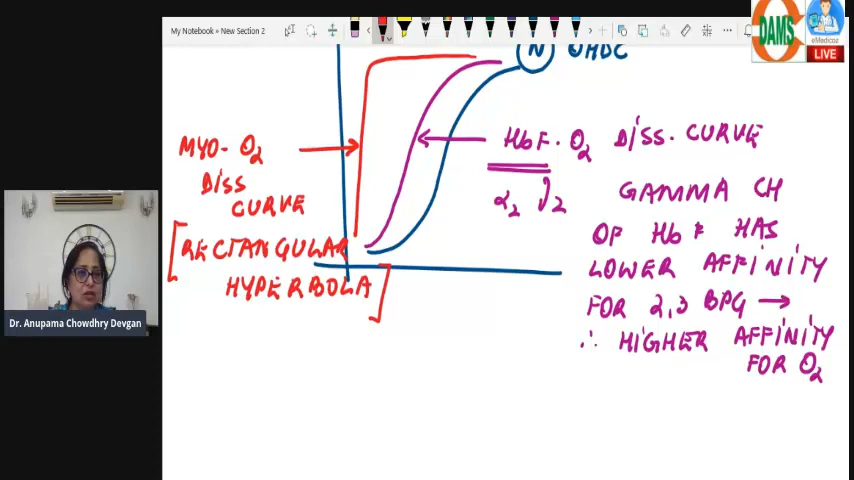 My Notebook » New Section 2
DAMS
eMedicoz
LIVE
(N) OHDC
MYO-O2
DISS
CURVE
[RECTANGULAR
HYPERBOLA]
HbF-O2 DISS. CURVE
α2 γ2
GAMMA CH
OF HbF HAS
LOWER AFFINITY
FOR 2,3 BPG →
∴ HIGHER AFFINITY
FOR O2
Dr. Anupama Chowdhry Devgan